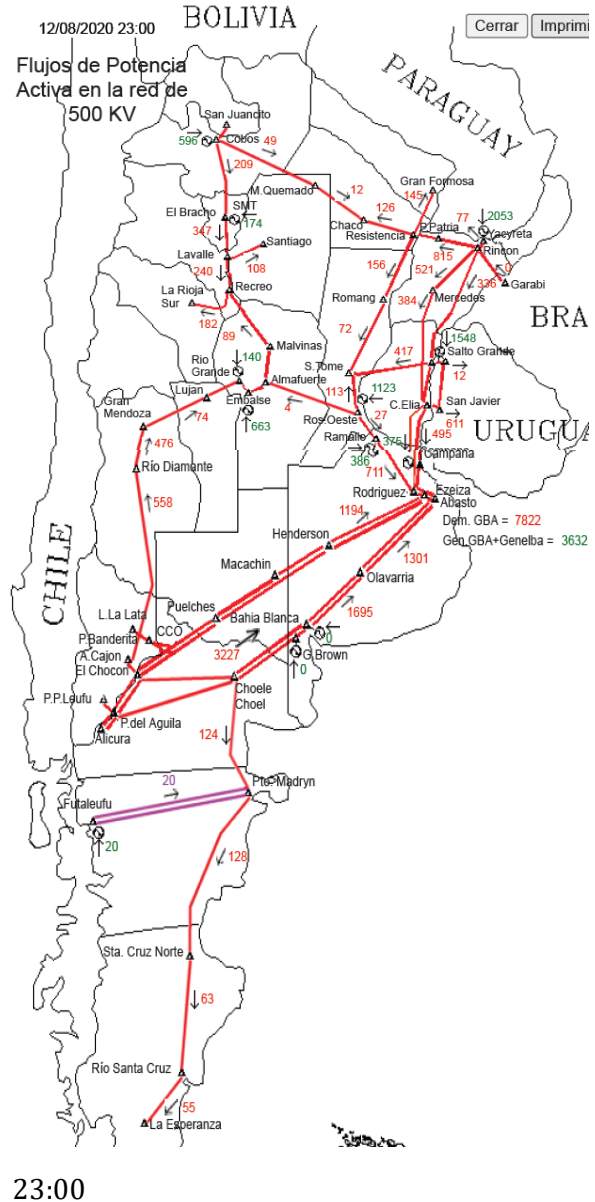 BOLIVIA
12/08/2020 23:00
Cerrar
Imprimi
Flujos de Potencia
Activa en la red de
500 KV
PARAGUAY
San Juancito
596
Cobos
49
209
Gran Formosa
M.Quemado
12
145
El Bracho
SMT
174
Chaco
126
Resistencia
P.Patria
77
2053
Yacyreta
Rincon
347
Santiago
815
Lavalle
108
156
521
336
0
Garabi
240
La Rioja
Sur
Recreo
Romang
384
Mercedes
BRA
182
89
72
1548
Rio
Grande
140
Malvinas
417
Salto Grande
S.Tome
12
Lujan
Almafuerte
113
1123
Gran
Mendoza
74
Embalse
4
Ros.Oeste
27
C.Elia
San Javier
611
663
476
Ramallo
375
495
URUGUA
Río Diamante
386
711
Campana
558
Rodriguez
Ezeiza
Abasto
1194
Dem. GBA = 7822
Henderson
Gen.GBA+Genelba = 3632
1301
CHILE
Macachin
Olavarria
Puelches
L.La Lata
Bahia Blanca
1695
P.Banderita
CCO
A.Cajon
3227
0
El Chocon
G.Brown
0
P.P.Leufu
Choele
Choel
P.del Aguila
Alicura
124
20
Pto. Madryn
Futaleufu
20
128
Sta. Cruz Norte
63
Río Santa Cruz
55
La Esperanza
23:00